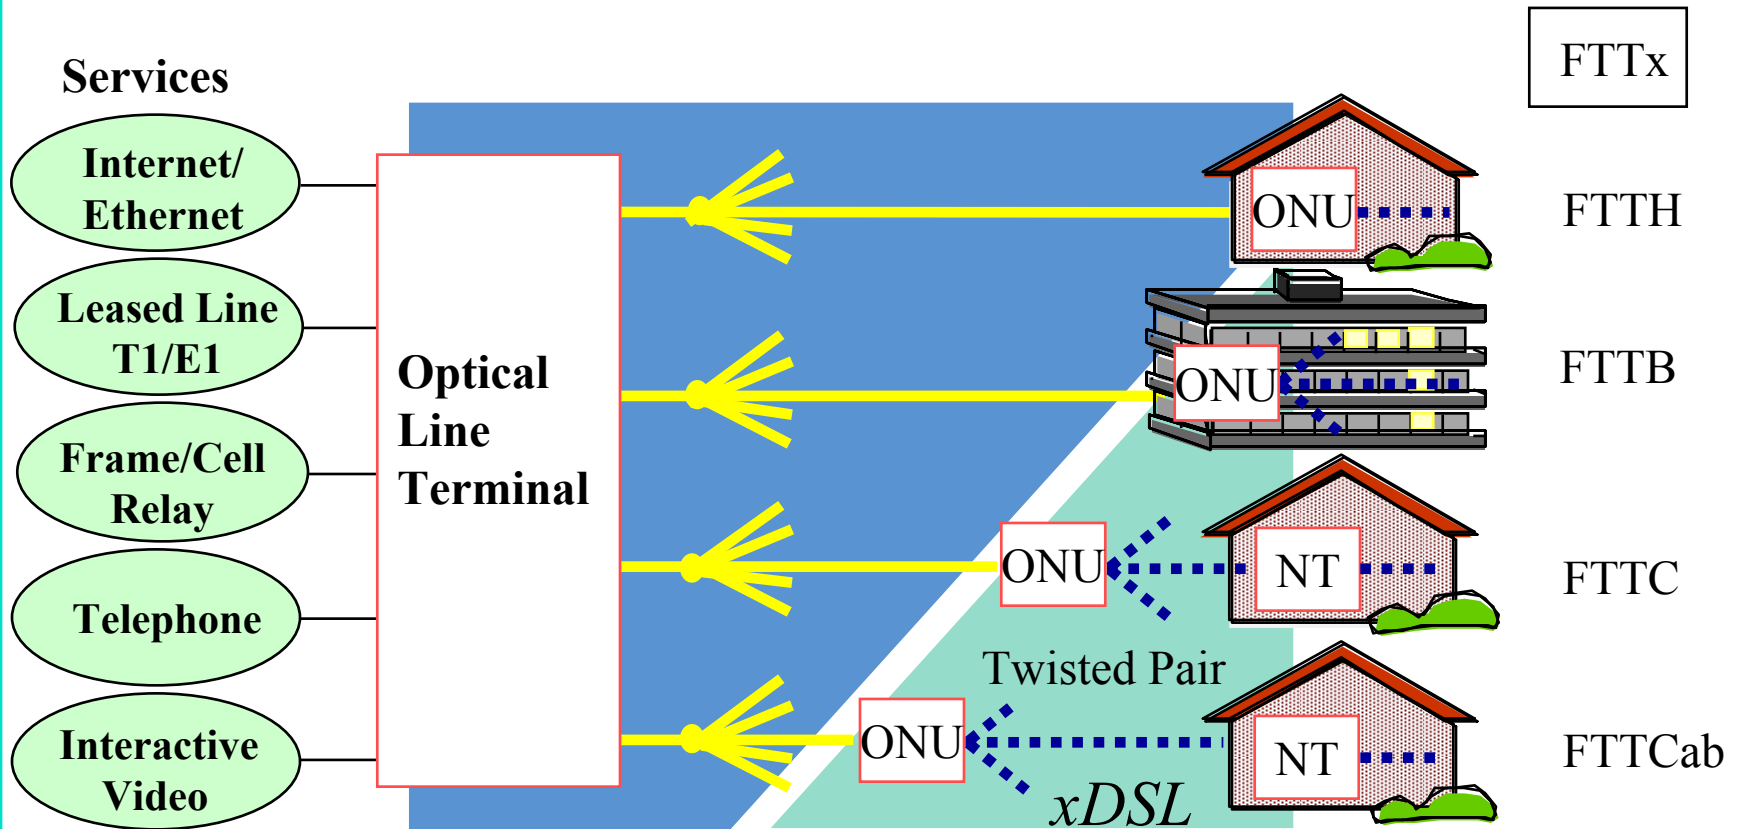 FTTx
Services
Internet/
Ethernet
Leased Line
T1/E1
Frame/Cell
Relay
Telephone
Interactive
Video
Optical
Line
Terminal
ONU
FTTH
ONU
FTTB
ONU
NT
FTTC
Twisted Pair
ONU
NT
FTTCab
xDSL